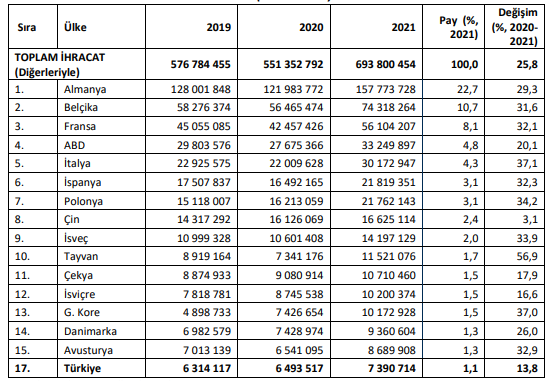 Sıra Ülke 2019 2020 2021 Pay (%, 2021) Değişim (%, 2020-2021)
TOPLAM İHRACAT (Diğerleriyle) 576 784 455 551 352 792 693 800 454 100,0 25,8
1. Almanya 128 001 848 121 983 772 157 773 728 22,7 29,3
2. Belçika 58 276 374 56 465 474 74 318 264 10,7 31,6
3. Fransa 45 055 085 42 457 426 56 104 207 8,1 32,1
4. ABD 29 803 576 27 675 366 33 249 897 4,8 20,1
5. İtalya 22 925 575 22 009 628 30 172 947 4,3 37,1
6. İspanya 17 507 837 16 492 165 21 819 351 3,1 32,3
7. Polonya 15 118 007 16 213 059 21 762 143 3,1 34,2
8. Çin 14 317 292 16 126 069 16 625 114 2,4 3,1
9. İsveç 10 999 328 10 601 408 14 197 129 2,0 33,9
10. Tayvan 8 919 164 7 341 176 11 521 076 1,7 56,9
11. Çekya 8 874 933 9 080 914 10 710 460 1,5 17,9
12. İsviçre 7 818 781 8 745 538 10 200 374 1,5 16,6
13. G. Kore 4 898 733 7 426 654 10 172 928 1,5 37,0
14. Danimarka 6 982 579 7 428 974 9 360 604 1,3 26,0
15. Avusturya 7 013 139 6 541 095 8 689 908 1,3 32,9
17. Türkiye 6 314 117 6 493 517 7 390 714 1,1 13,8